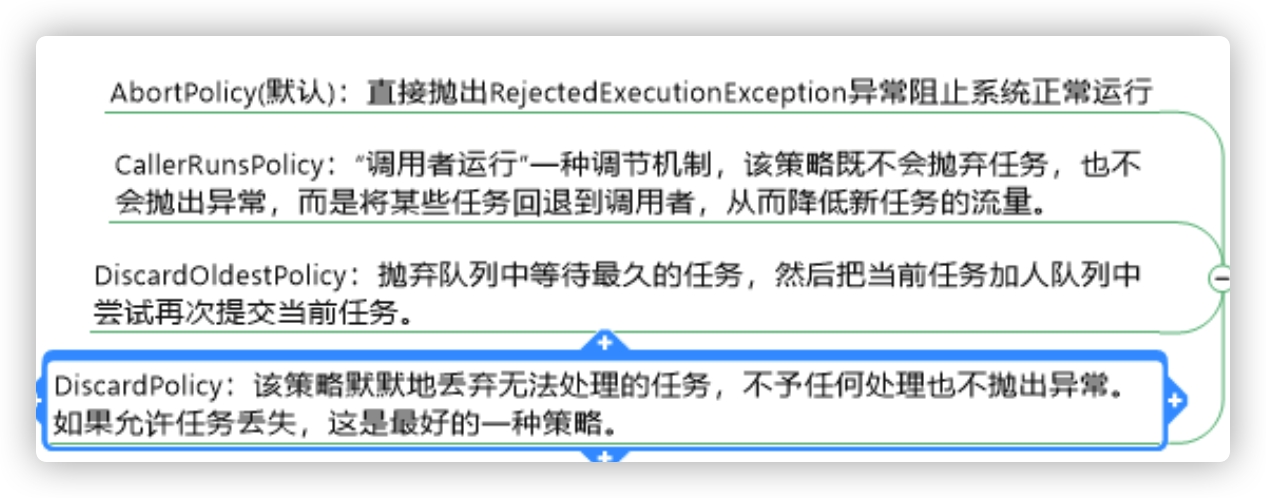 AbortPolicy(默认)：直接抛出RejectedExecutionException异常阻止系统正常运行
CallerRunsPolicy："调用者运行"一种调节机制，该策略既不会抛弃任务，也不
会抛出异常，而是将某些任务回退到调用者，从而降低新任务的流量。
DiscardOldestPolicy：抛弃队列中等待最久的任务，然后把当前任务加人队列中
尝试再次提交当前任务。
DiscardPolicy：该策略默默地丢弃无法处理的任务，不予任何处理也不抛出异常。
如果允许任务丢失，这是最好的一种策略。